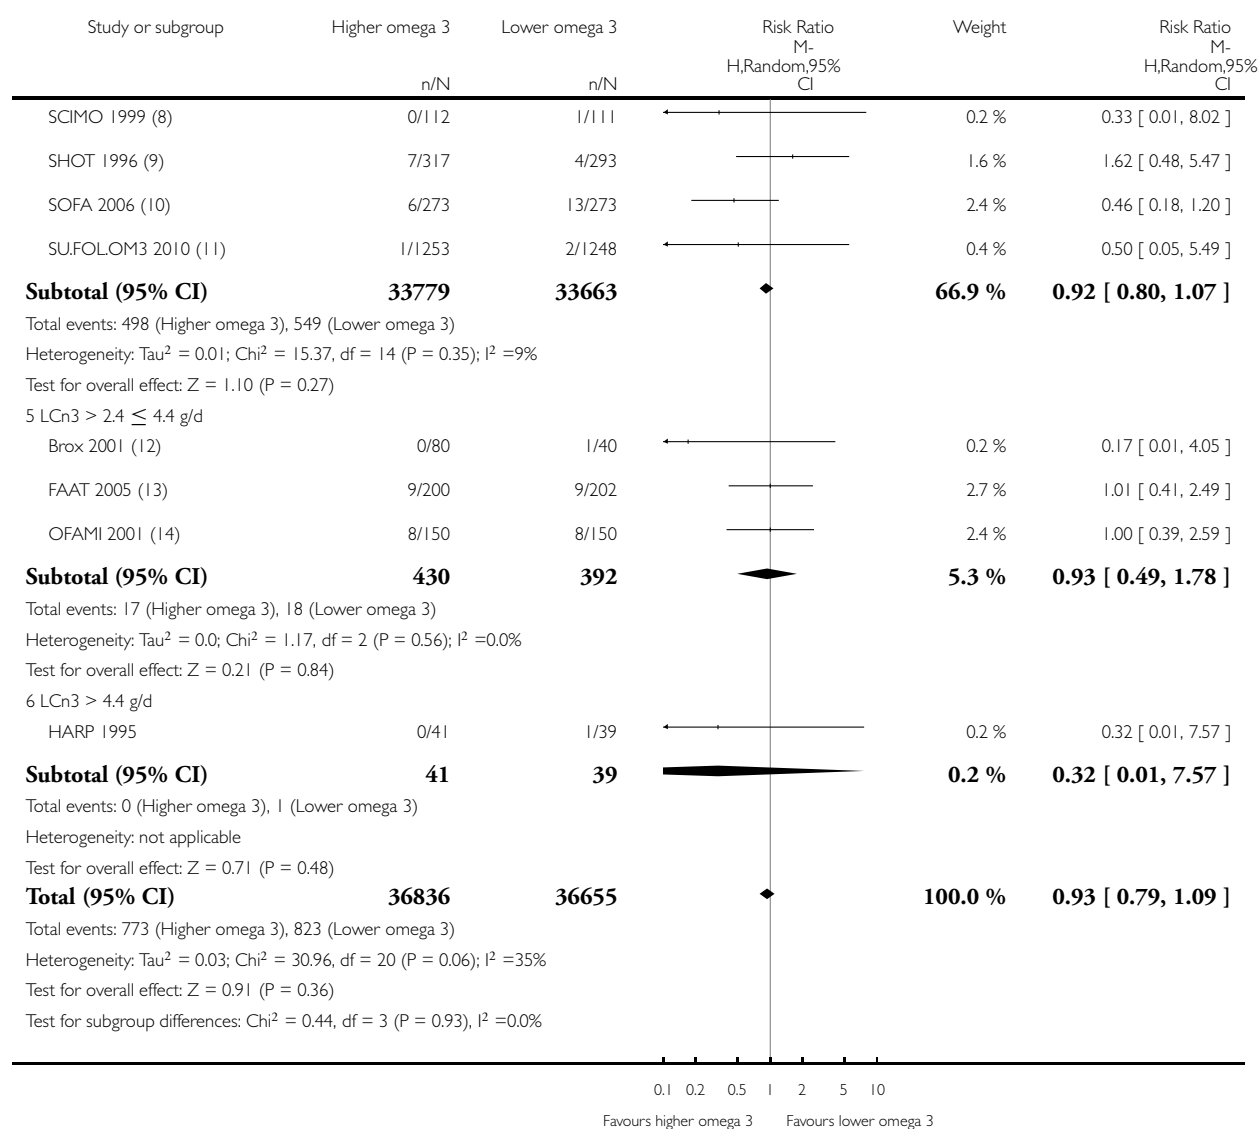 Study or subgroup Higher omega 3 Lower omega 3 Risk Ratio Weight Risk Ratio
M- M-
H,Random,95% H,Random,95%
n/N n/N CI CI
SCIMO 1999 (8) 0/112 1/111 0.2 % 0.33 [ 0.01, 8.02 ]
SHOT 1996 (9) 7/317 4/293 1.6 % 1.62 [ 0.48, 5.47 ]
SOFA 2006 (10) 6/273 13/273 2.4 % 0.46 [ 0.18, 1.20 ]
SU.FOL.OM3 2010 (11) 1/1253 2/1248 0.4 % 0.50 [ 0.05, 5.49 ]
Subtotal (95% CI) 33779 33663 66.9 % 0.92 [ 0.80, 1.07 ]
Total events: 498 (Higher omega 3), 549 (Lower omega 3)
Heterogeneity: Tau² = 0.01; Chi² = 15.37, df = 14 (P = 0.35); I² =9%
Test for overall effect: Z = 1.10 (P = 0.27)
5 LCn3 > 2.4 ≤ 4.4 g/d
Brox 2001 (12) 0/80 1/40 0.2 % 0.17 [ 0.01, 4.05 ]
FAAT 2005 (13) 9/200 9/202 2.7 % 1.01 [ 0.41, 2.49 ]
OFAMI 2001 (14) 8/150 8/150 2.4 % 1.00 [ 0.39, 2.59 ]
Subtotal (95% CI) 430 392 5.3 % 0.93 [ 0.49, 1.78 ]
Total events: 17 (Higher omega 3), 18 (Lower omega 3)
Heterogeneity: Tau² = 0.0; Chi² = 1.17, df = 2 (P = 0.56); I² =0.0%
Test for overall effect: Z = 0.21 (P = 0.84)
6 LCn3 > 4.4 g/d
HARP 1995 0/41 1/39 0.2 % 0.32 [ 0.01, 7.57 ]
Subtotal (95% CI) 41 39 0.2 % 0.32 [ 0.01, 7.57 ]
Total events: 0 (Higher omega 3), 1 (Lower omega 3)
Heterogeneity: not applicable
Test for overall effect: Z = 0.71 (P = 0.48)
Total (95% CI) 36836 36655 100.0 % 0.93 [ 0.79, 1.09 ]
Total events: 773 (Higher omega 3), 823 (Lower omega 3)
Heterogeneity: Tau² = 0.03; Chi² = 30.96, df = 20 (P = 0.06); I² =35%
Test for overall effect: Z = 0.91 (P = 0.36)
Test for subgroup differences: Chi² = 0.44, df = 3 (P = 0.93), I² =0.0%
0.1 0.2 0.5 1 2 5 10
Favours higher omega 3 Favours lower omega 3